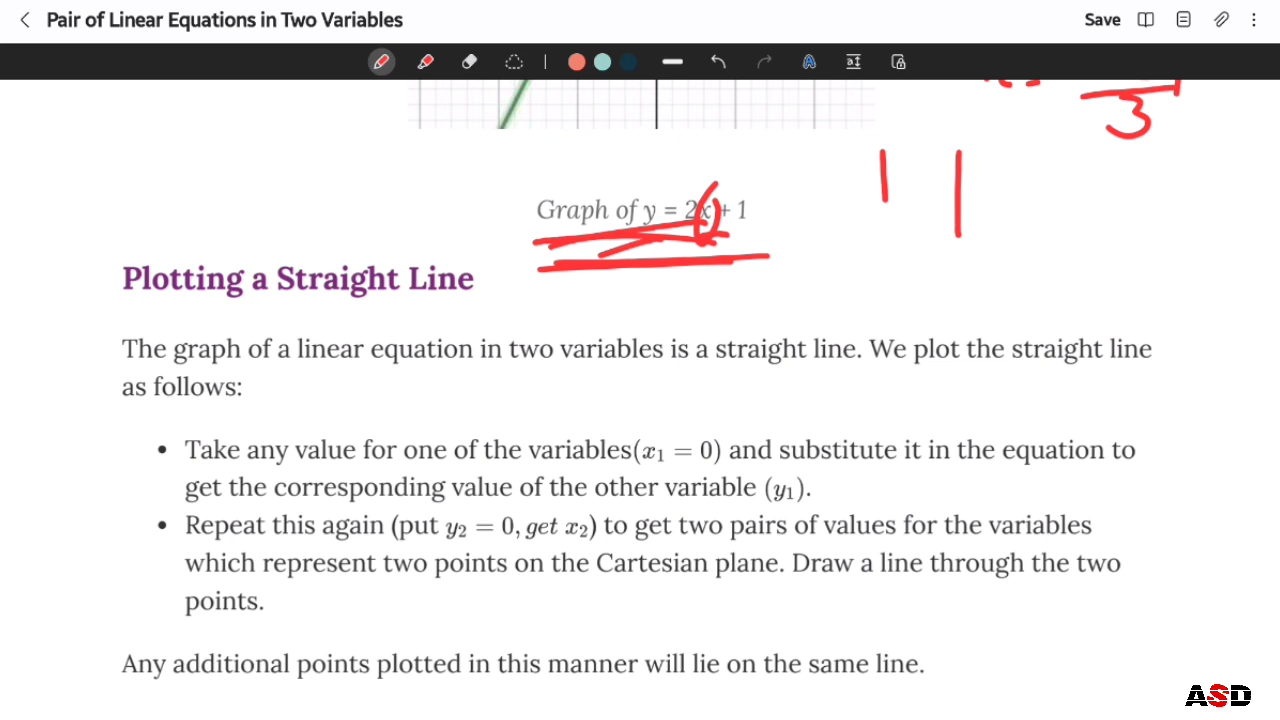 Pair of Linear Equations in Two Variables
Save
3
Graph of y = 2x + 1
Plotting a Straight Line
The graph of a linear equation in two variables is a straight line. We plot the straight line
as follows:
• Take any value for one of the variables(x₁ = 0) and substitute it in the equation to
get the corresponding value of the other variable (y₁).
• Repeat this again (put y₂ = 0, get x₂) to get two pairs of values for the variables
which represent two points on the Cartesian plane. Draw a line through the two
points.
Any additional points plotted in this manner will lie on the same line.
ASD